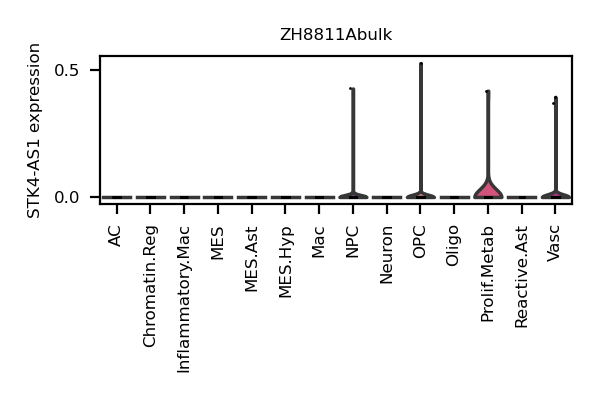 ZH8811Abulk
STK4-AS1 expression
0.5
0.0
AC
Chromatin.Reg
Inflammatory.Mac
MES
MES.Ast
MES.Hyp
Mac
NPC
Neuron
OPC
Oligo
Prolif.Metab
Reactive.Ast
Vasc